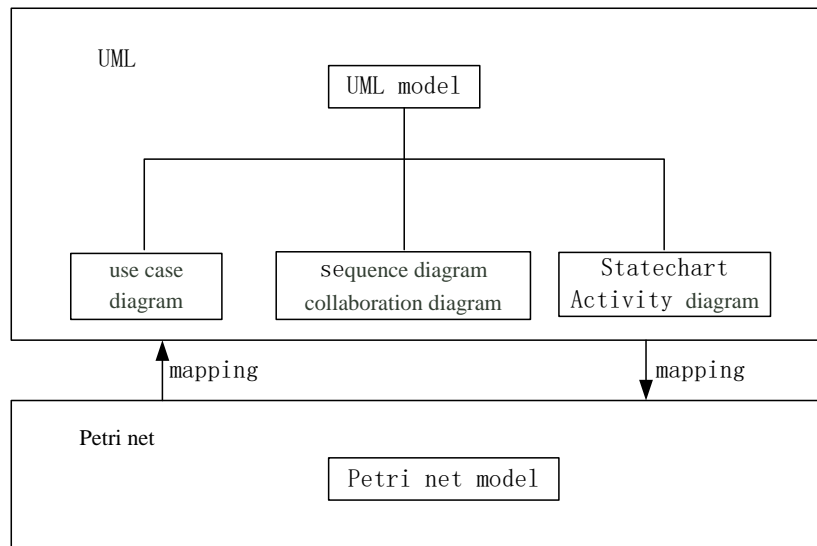 UML
UML model
use case
diagram
sequence diagram
collaboration diagram
Statechart
Activity diagram
mapping
mapping
Petri net
Petri net model